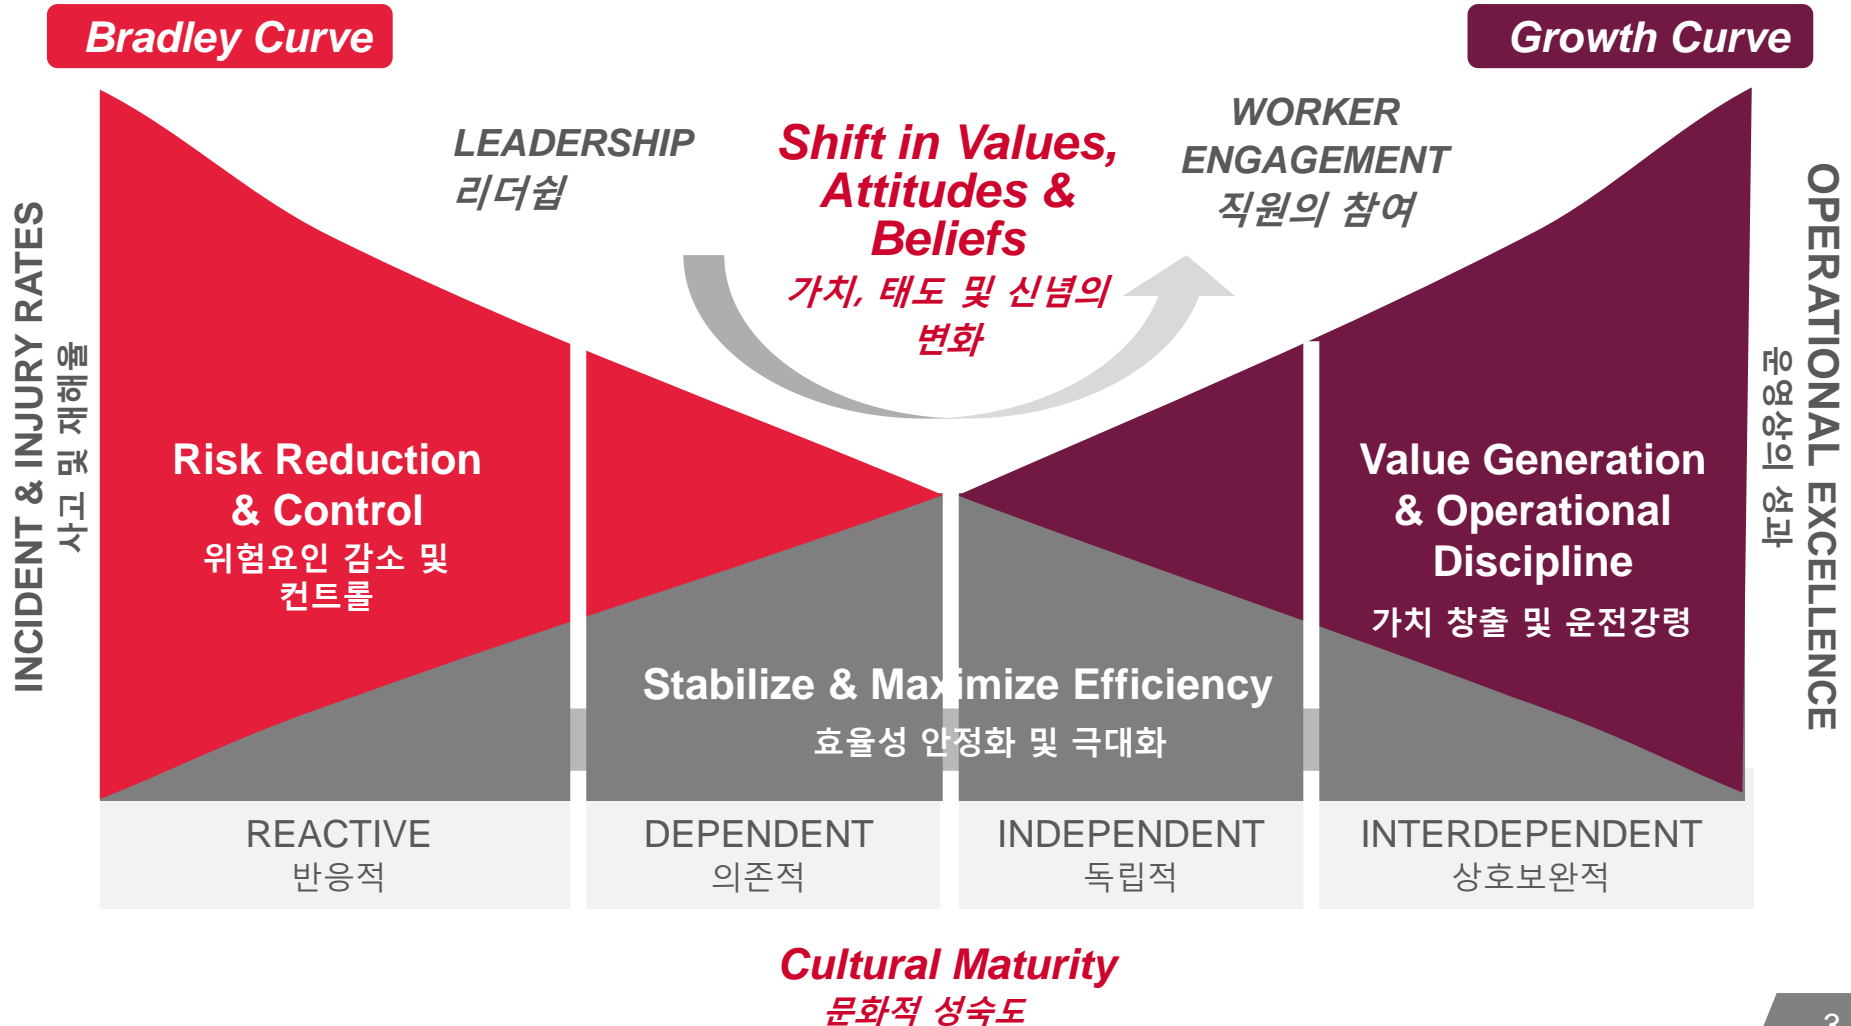 Bradley Curve
Growth Curve
LEADERSHIP
리더쉽
Shift in Values,
Attitudes &
Beliefs
가치, 태도 및 신념의
변화
WORKER
ENGAGEMENT
직원의 참여
INCIDENT & INJURY RATES
사고 및 재해율
OPERATIONAL EXCELLENCE
운영상의 성과
Risk Reduction
& Control
위험요인 감소 및
컨트롤
Value Generation
& Operational
Discipline
가치 창출 및 운전강령
Stabilize & Maximize Efficiency
효율성 안정화 및 극대화
REACTIVE
반응적
DEPENDENT
의존적
INDEPENDENT
독립적
INTERDEPENDENT
상호보완적
Cultural Maturity
문화적 성숙도
3